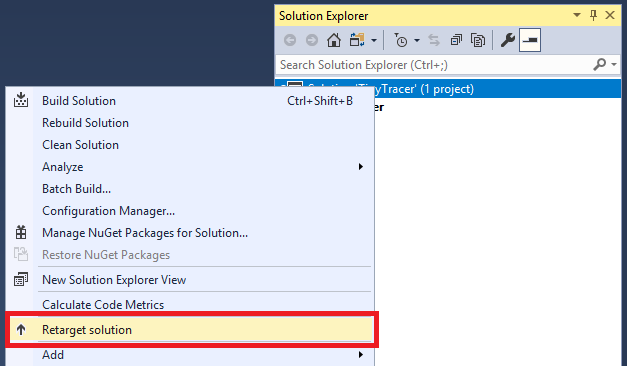 Solution Explorer
Search Solution Explorer (Ctrl+;)
'TinyTracer' (1 project)
Build Solution Ctrl+Shift+B
Rebuild Solution
Clean Solution
Analyze
Batch Build...
Configuration Manager...
Manage NuGet Packages for Solution...
Restore NuGet Packages
New Solution Explorer View
Calculate Code Metrics
Retarget solution
Add